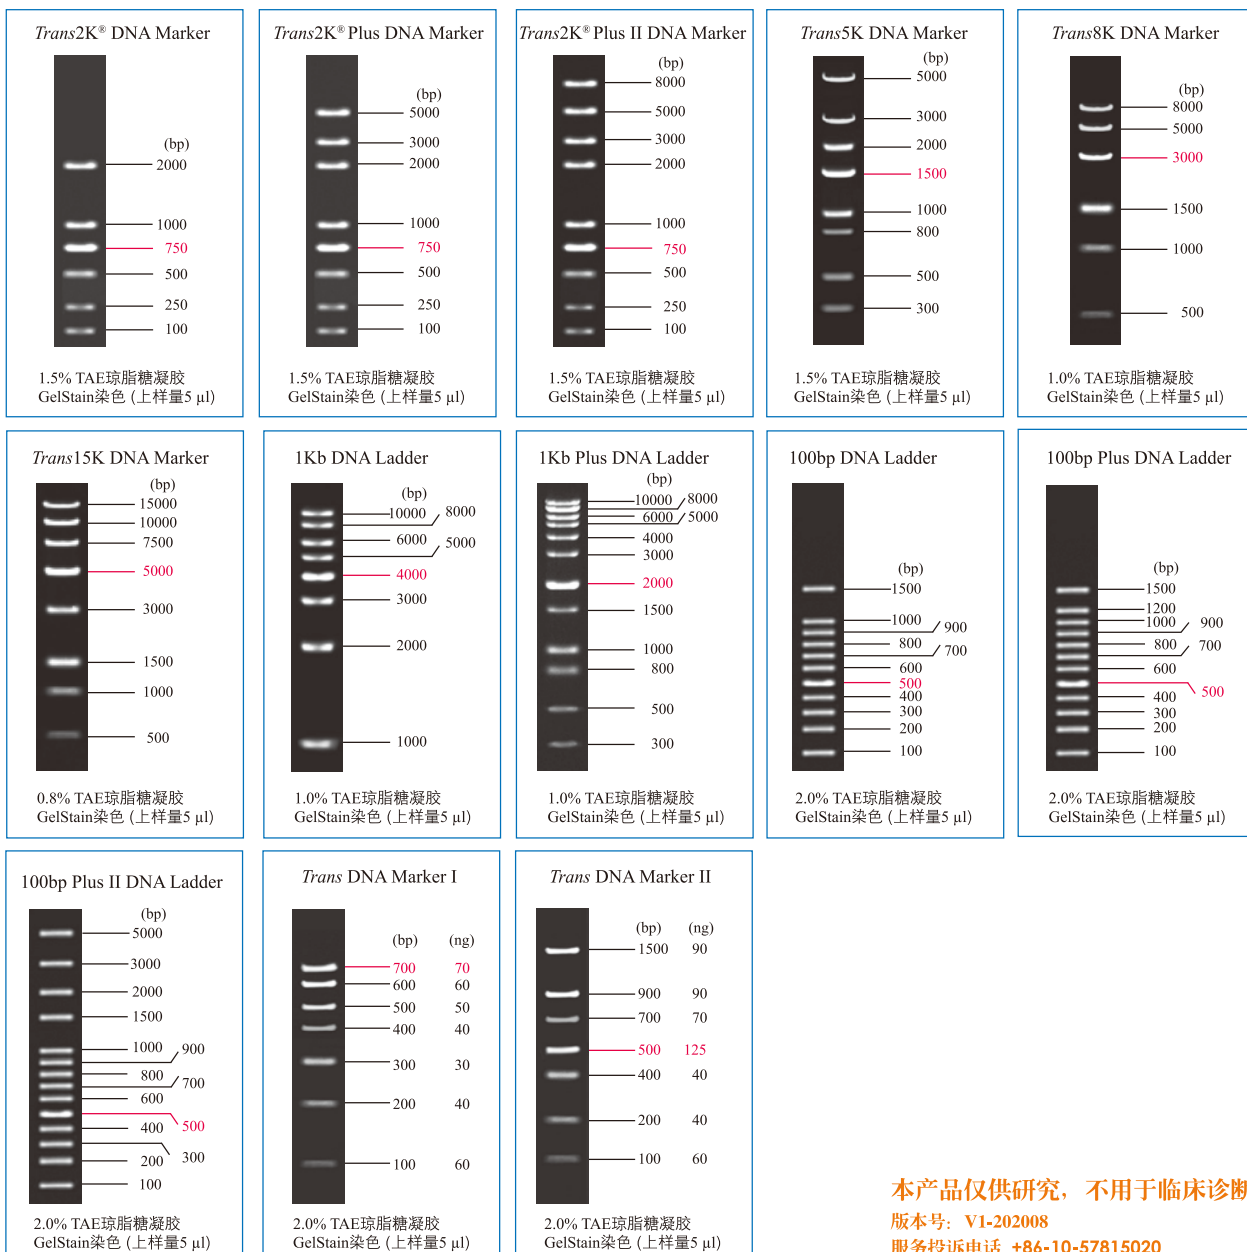 Trans2K® DNA Marker
(bp)
2000
1000
750
500
250
100
1.5% TAE琼脂糖凝胶
GelStain染色 (上样量5 µl)
Trans2K® Plus DNA Marker
(bp)
5000
3000
2000
1000
750
500
250
100
1.5% TAE琼脂糖凝胶
GelStain染色 (上样量5 µl)
Trans2K® Plus II DNA Marker
(bp)
8000
5000
3000
2000
1000
750
500
250
100
1.5% TAE琼脂糖凝胶
GelStain染色 (上样量5 µl)
Trans5K DNA Marker
5000
3000
2000
1500
1000
800
500
300
1.5% TAE琼脂糖凝胶
GelStain染色 (上样量5 µl)
Trans8K DNA Marker
(bp)
8000
5000
3000
1500
1000
500
1.0% TAE琼脂糖凝胶
GelStain染色 (上样量5 µl)
Trans15K DNA Marker
(bp)
15000
10000
7500
5000
3000
1500
1000
500
0.8% TAE琼脂糖凝胶
GelStain染色 (上样量5 µl)
1Kb DNA Ladder
(bp)
10000 8000
6000 5000
4000
3000
2000
1000
1.0% TAE琼脂糖凝胶
GelStain染色 (上样量5 µl)
1Kb Plus DNA Ladder
(bp)
10000 8000
6000 5000
4000
3000
2000
1500
1000
800
500
300
1.0% TAE琼脂糖凝胶
GelStain染色 (上样量5 µl)
100bp DNA Ladder
(bp)
1500
1000 900
800 700
600
500
400
300
200
100
2.0% TAE琼脂糖凝胶
GelStain染色 (上样量5 µl)
100bp Plus DNA Ladder
(bp)
1500
1200
1000 900
800 700
600
500
400
300
200
100
2.0% TAE琼脂糖凝胶
GelStain染色 (上样量5 µl)
100bp Plus II DNA Ladder
(bp)
5000
3000
2000
1500
1000 900
800 700
600
400 500
200 300
100
2.0% TAE琼脂糖凝胶
GelStain染色 (上样量5 µl)
Trans DNA Marker I
(bp) (ng)
700 70
600 60
500 50
400 40
300 30
200 40
100 60
2.0% TAE琼脂糖凝胶
GelStain染色 (上样量5 µl)
Trans DNA Marker II
(bp) (ng)
1500 90
900 90
700 70
500 125
400 40
200 40
100 60
2.0% TAE琼脂糖凝胶
GelStain染色 (上样量5 µl)
本产品仅供研究，不用于临床诊断
版本号：V1-202008
服务投诉电话 +86-10-57815020